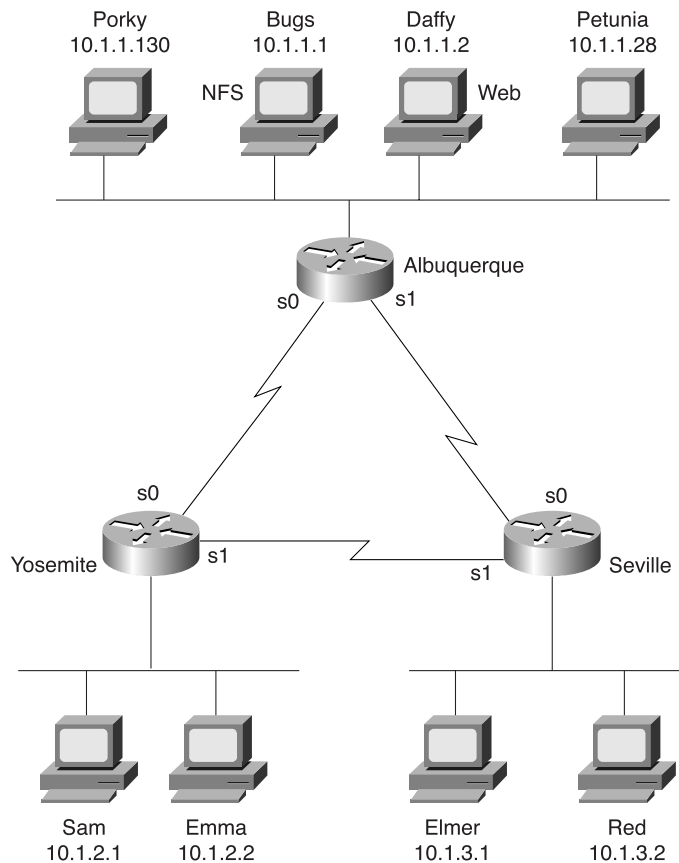 Porky
10.1.1.130
Bugs
10.1.1.1
Daffy
10.1.1.2
Petunia
10.1.1.28
NFS
Web
Albuquerque
s0
s1
s0
s0
Yosemite
s1
s1
Seville
Sam
10.1.2.1
Emma
10.1.2.2
Elmer
10.1.3.1
Red
10.1.3.2